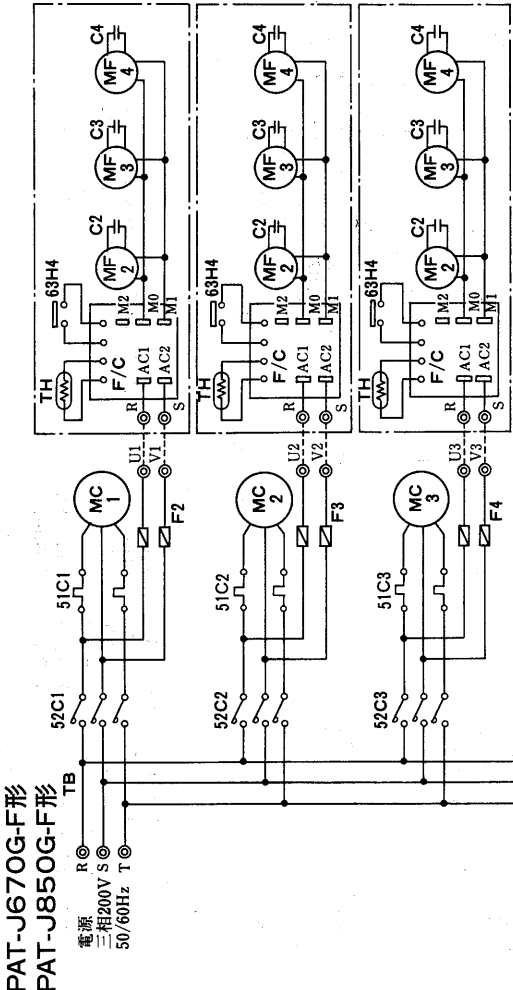 PAT-J670G-F形
PAT-J850G-F形
電源
三相200V
50/60Hz
R
S
T
TB
52C1
51C1
MC
1
F2
U1
V1
R
S
TH
63H4
F/C
AC1
AC2
M2
M0
M1
MF
2
C2
MF
3
C3
MF
4
C4
52C2
51C2
MC
2
F3
U2
V2
R
S
TH
63H4
F/C
AC1
AC2
M2
M0
M1
MF
2
C2
MF
3
C3
MF
4
C4
52C3
51C3
MC
3
F4
U3
V3
R
S
TH
63H4
F/C
AC1
AC2
M2
M0
M1
MF
2
C2
MF
3
C3
MF
4
C4